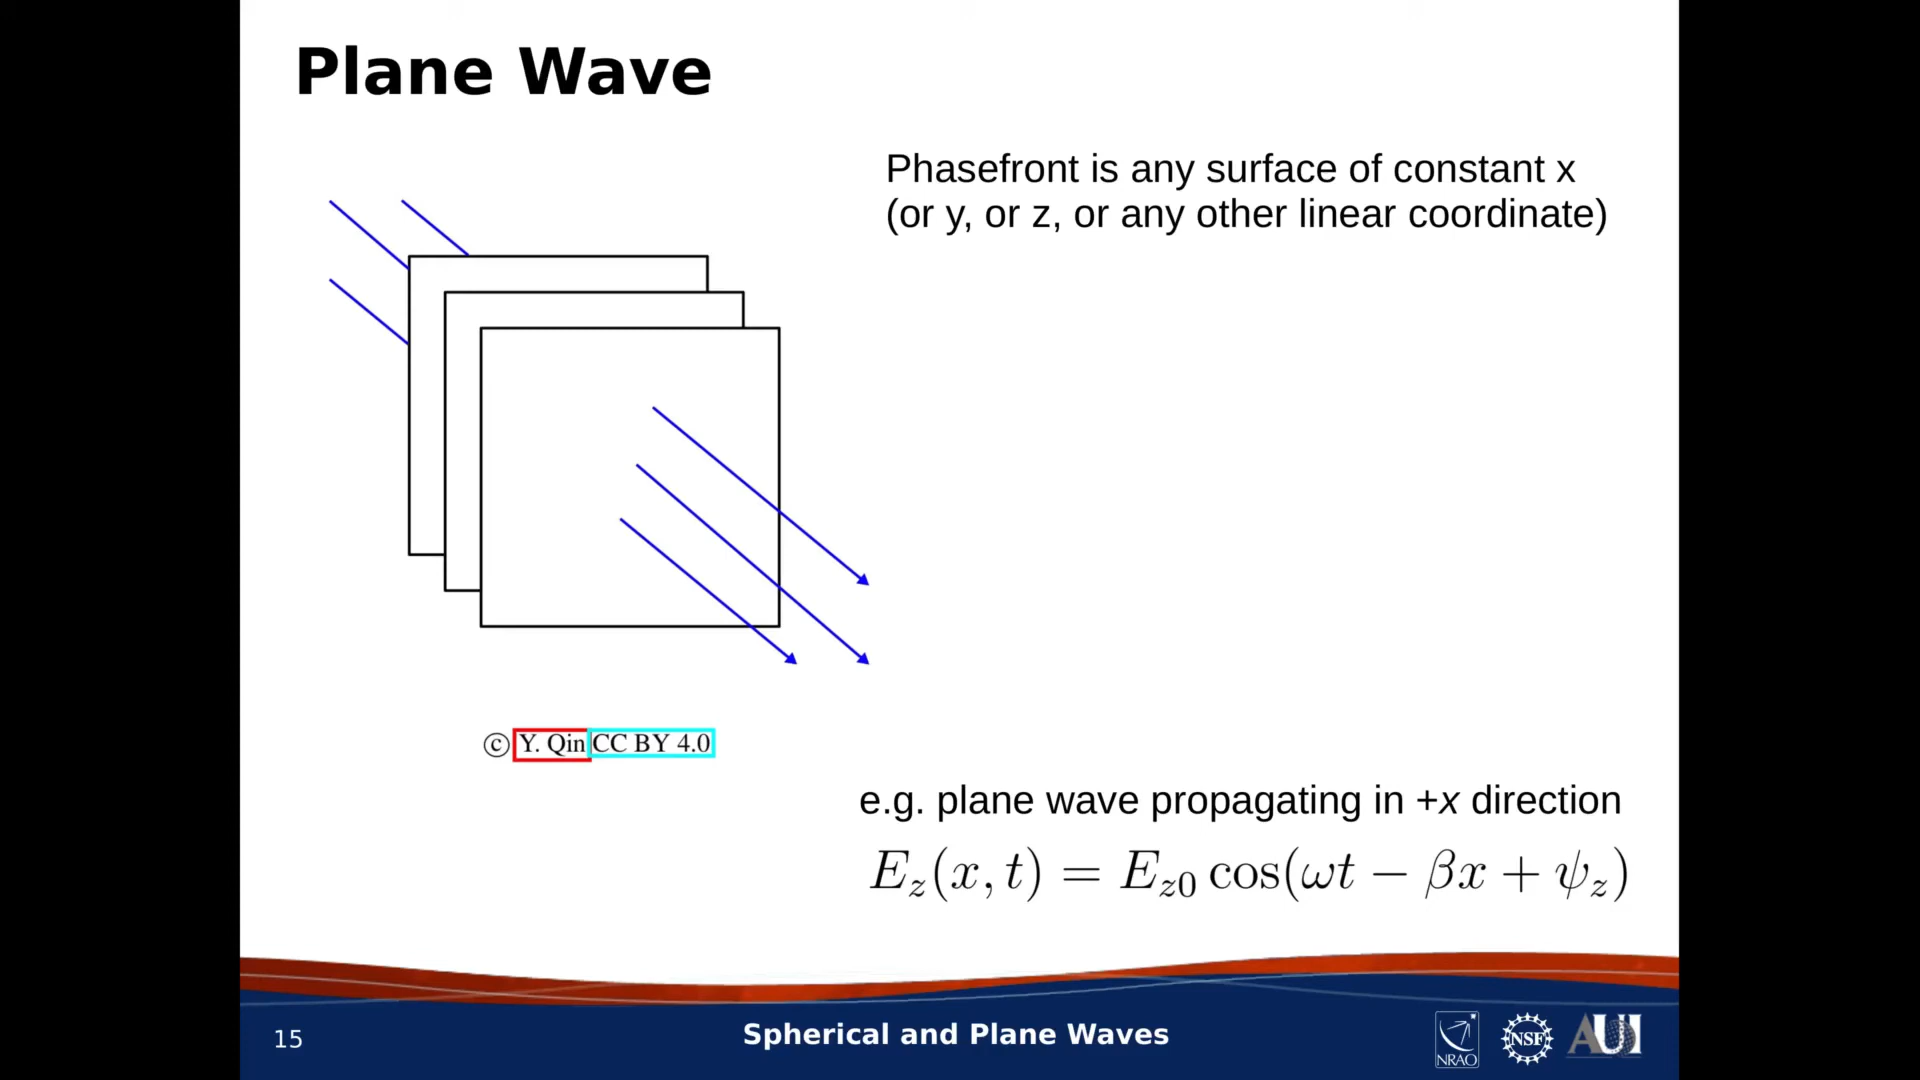 Plane Wave
Phasefront is any surface of constant x
(or y, or z, or any other linear coordinate)
© Y. Qin CC BY 4.0
e.g. plane wave propagating in +x direction
E_z(x, t) = E_{z0} cos(ωt − βx + ψ_z)
15
Spherical and Plane Waves
NRAO
NSF
AUI